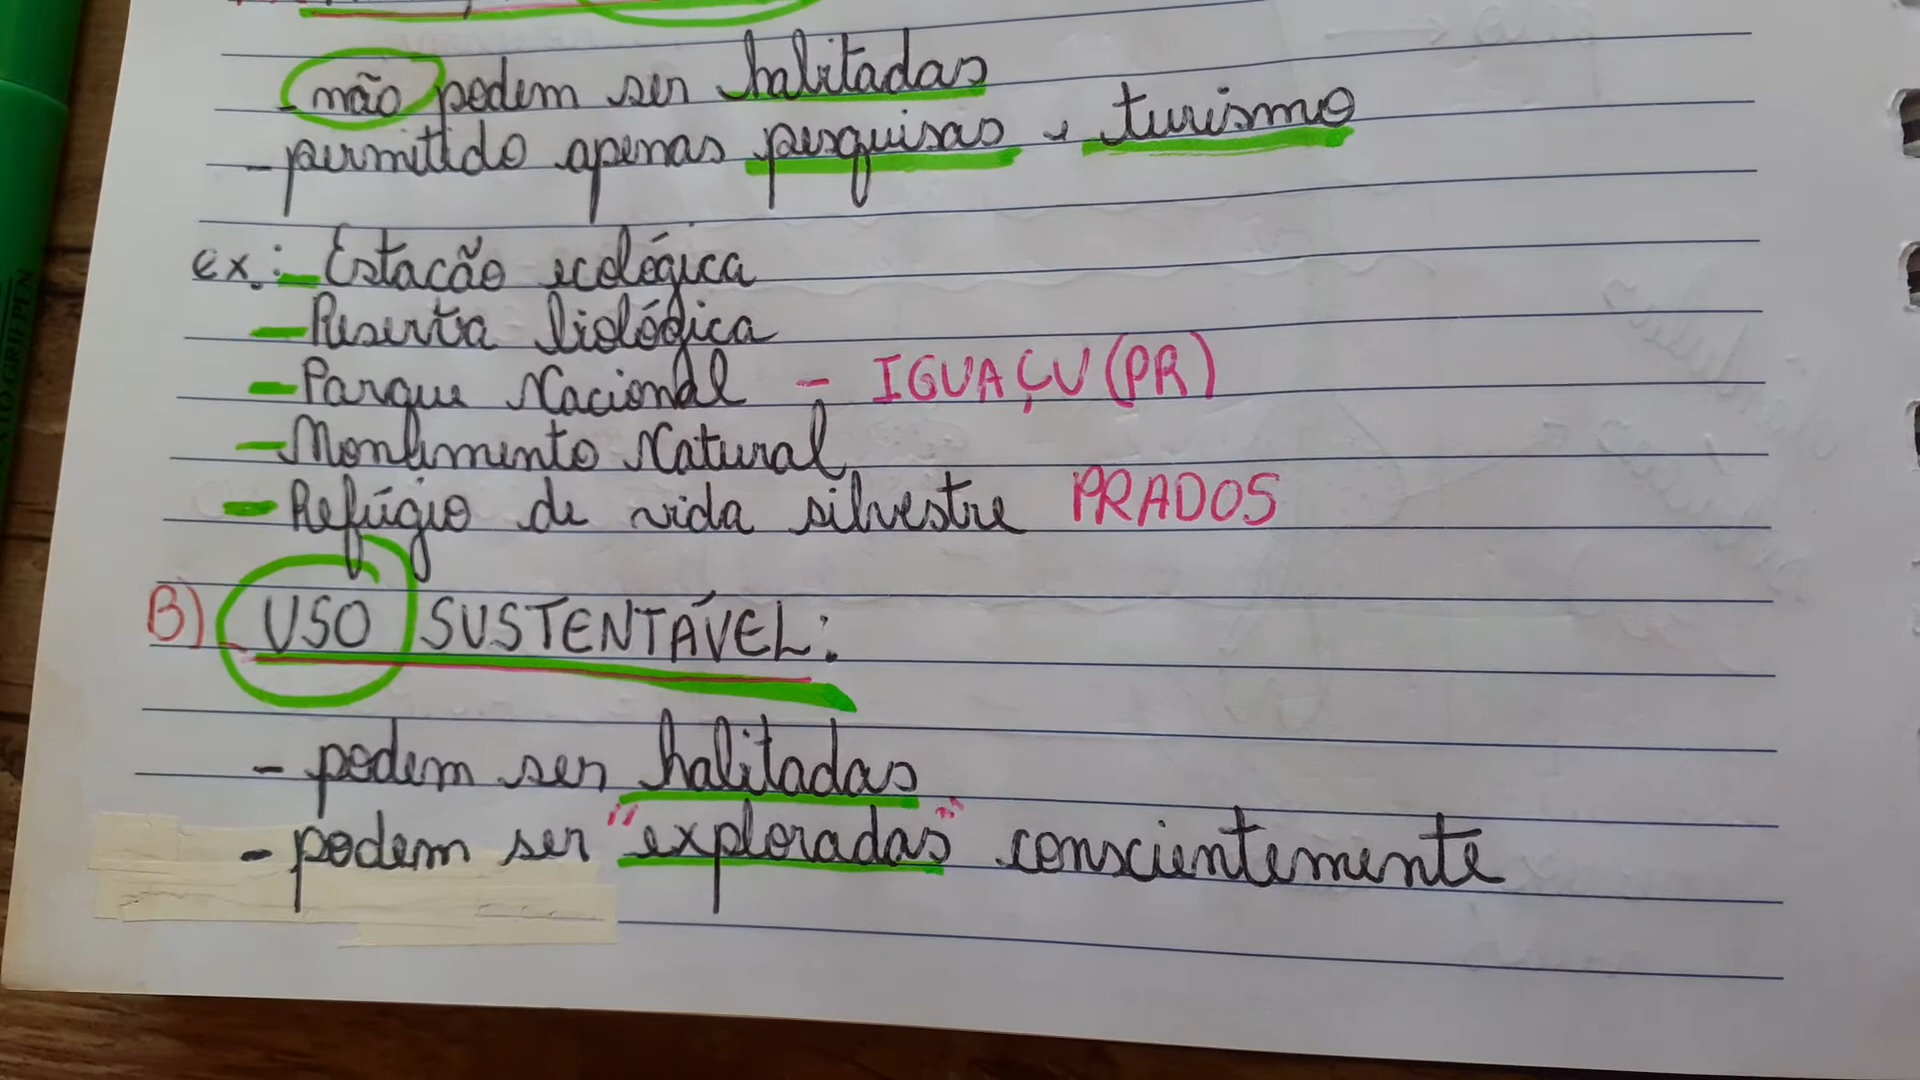 - não podem ser habitadas
- permitido apenas pesquisas e turismo
ex.: - Estacão ecológica
- Reserva biológica
- Parque Nacional - IGUAÇU (PR)
- Monumento Natural
- Refúgio de vida silvestre PRADOS
B) USO SUSTENTÁVEL:
- podem ser habitadas
- podem ser "exploradas" conscientemente